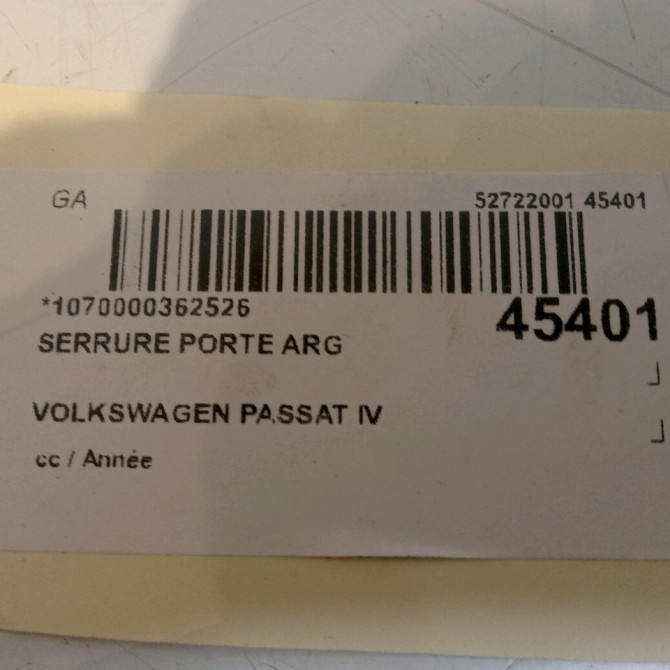 GA 52722001 45401
*1070000362526 45401
SERRURE PORTE ARG
VOLKSWAGEN PASSAT IV
cc / Année